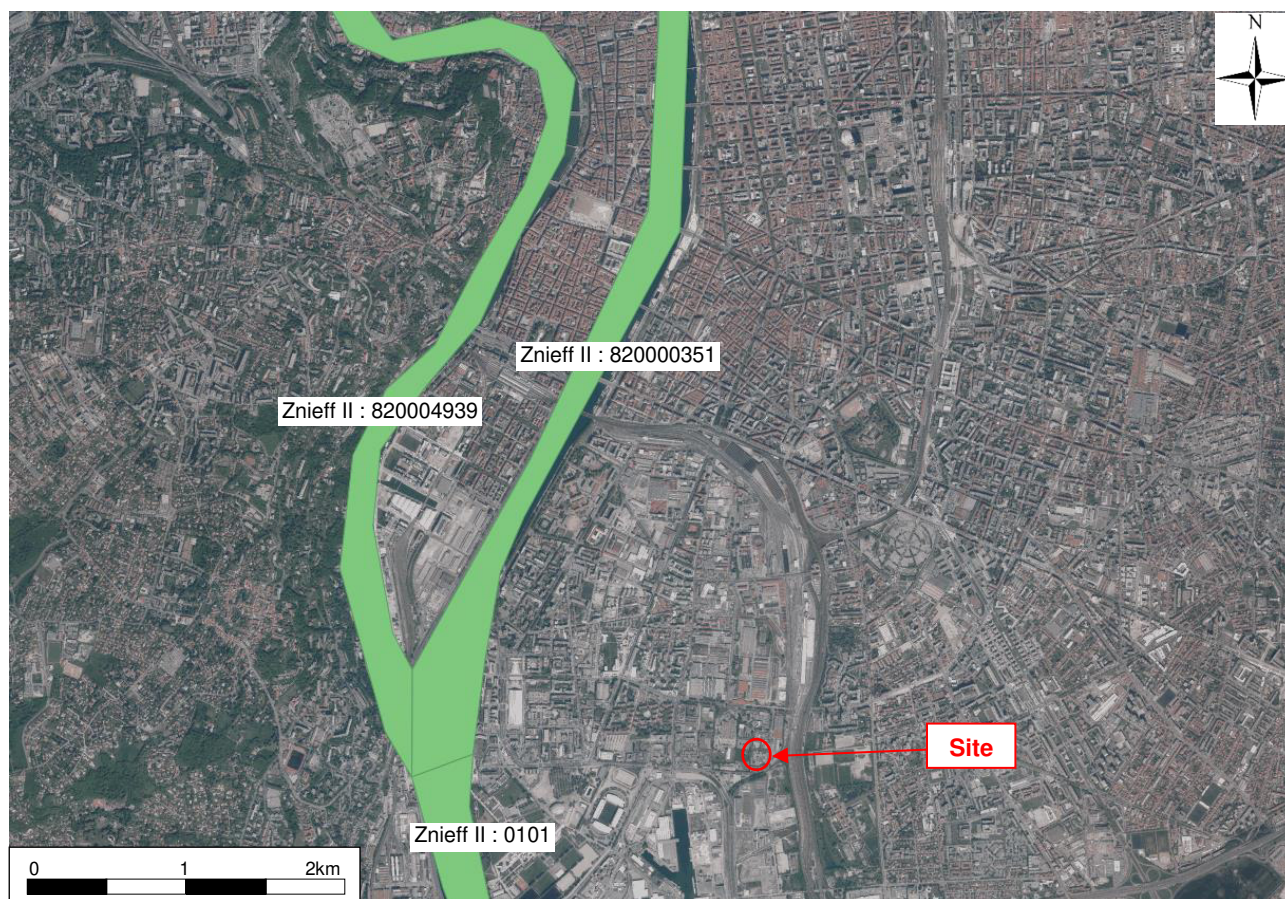 N
Znieff II : 820000351
Znieff II : 820004939
Site
Znieff II : 0101
0 1 2km